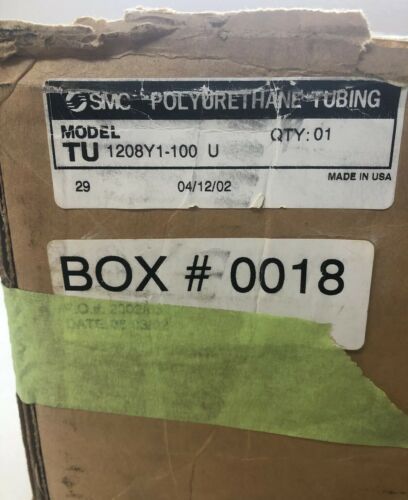 SMC POLYURETHANE TUBING
MODEL QTY: 01
TU 1208Y1-100 U
MADE IN USA
29 04/12/02
BOX # 0018